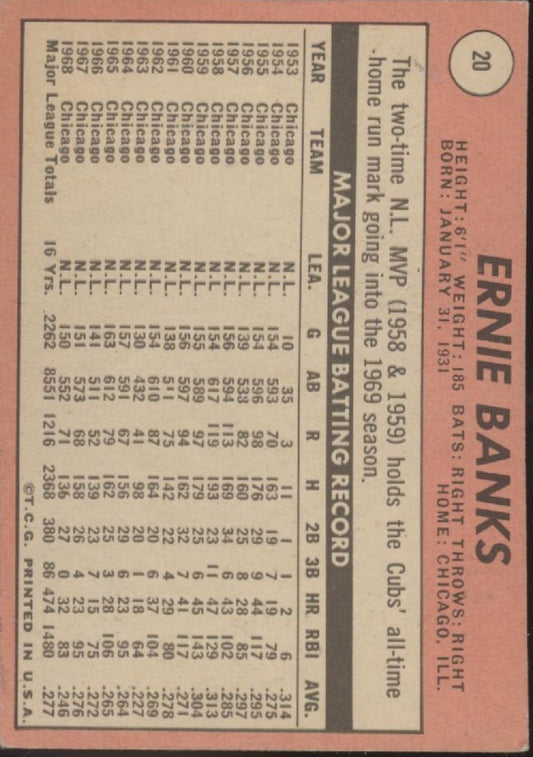 20
ERNIE BANKS
HEIGHT: 6'1" WEIGHT: 185 BATS: RIGHT THROWS: RIGHT
BORN: JANUARY 31, 1931 HOME: CHICAGO, ILL.
The two-time N.L. MVP (1958 & 1959) holds the Cubs' all-time
home run mark going into the 1969 season.
MAJOR LEAGUE BATTING RECORD
YEAR TEAM LEA. G AB R H 2B 3B HR RBI AVG.
1953 Chicago N.L. 10 35 3 11 1 1 2 6 .314
1954 Chicago N.L. 154 593 70 163 19 7 19 79 .275
1955 Chicago N.L. 154 596 98 176 29 9 44 117 .295
1956 Chicago N.L. 139 538 82 160 25 8 28 85 .297
1957 Chicago N.L. 156 594 113 169 34 6 43 102 .285
1958 Chicago N.L. 154 617 119 193 23 11 47 129 .313
1959 Chicago N.L. 155 589 97 179 25 6 45 143 .304
1960 Chicago N.L. 156 597 94 162 32 7 41 117 .271
1961 Chicago N.L. 138 511 75 142 22 4 29 80 .278
1962 Chicago N.L. 154 610 87 164 20 6 37 104 .269
1963 Chicago N.L. 130 432 41 98 20 1 18 64 .227
1964 Chicago N.L. 157 591 67 156 29 6 23 95 .264
1965 Chicago N.L. 163 612 79 162 25 3 28 106 .265
1966 Chicago N.L. 141 511 52 139 23 7 15 75 .272
1967 Chicago N.L. 151 573 68 158 26 4 23 95 .276
1968 Chicago N.L. 150 552 71 136 27 0 32 83 .246
Major League Totals 16 Yrs. 2262 8551 1216 2368 380 86 474 1480 .277
©T.C.G. PRINTED IN U.S.A.